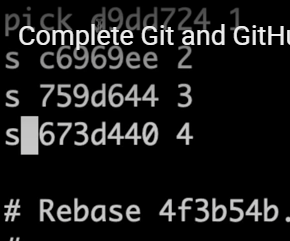 pick d9dd724 1
Complete Git and GitHu
s c6969ee 2
s 759d644 3
s 673d440 4
# Rebase 4f3b54b.
#